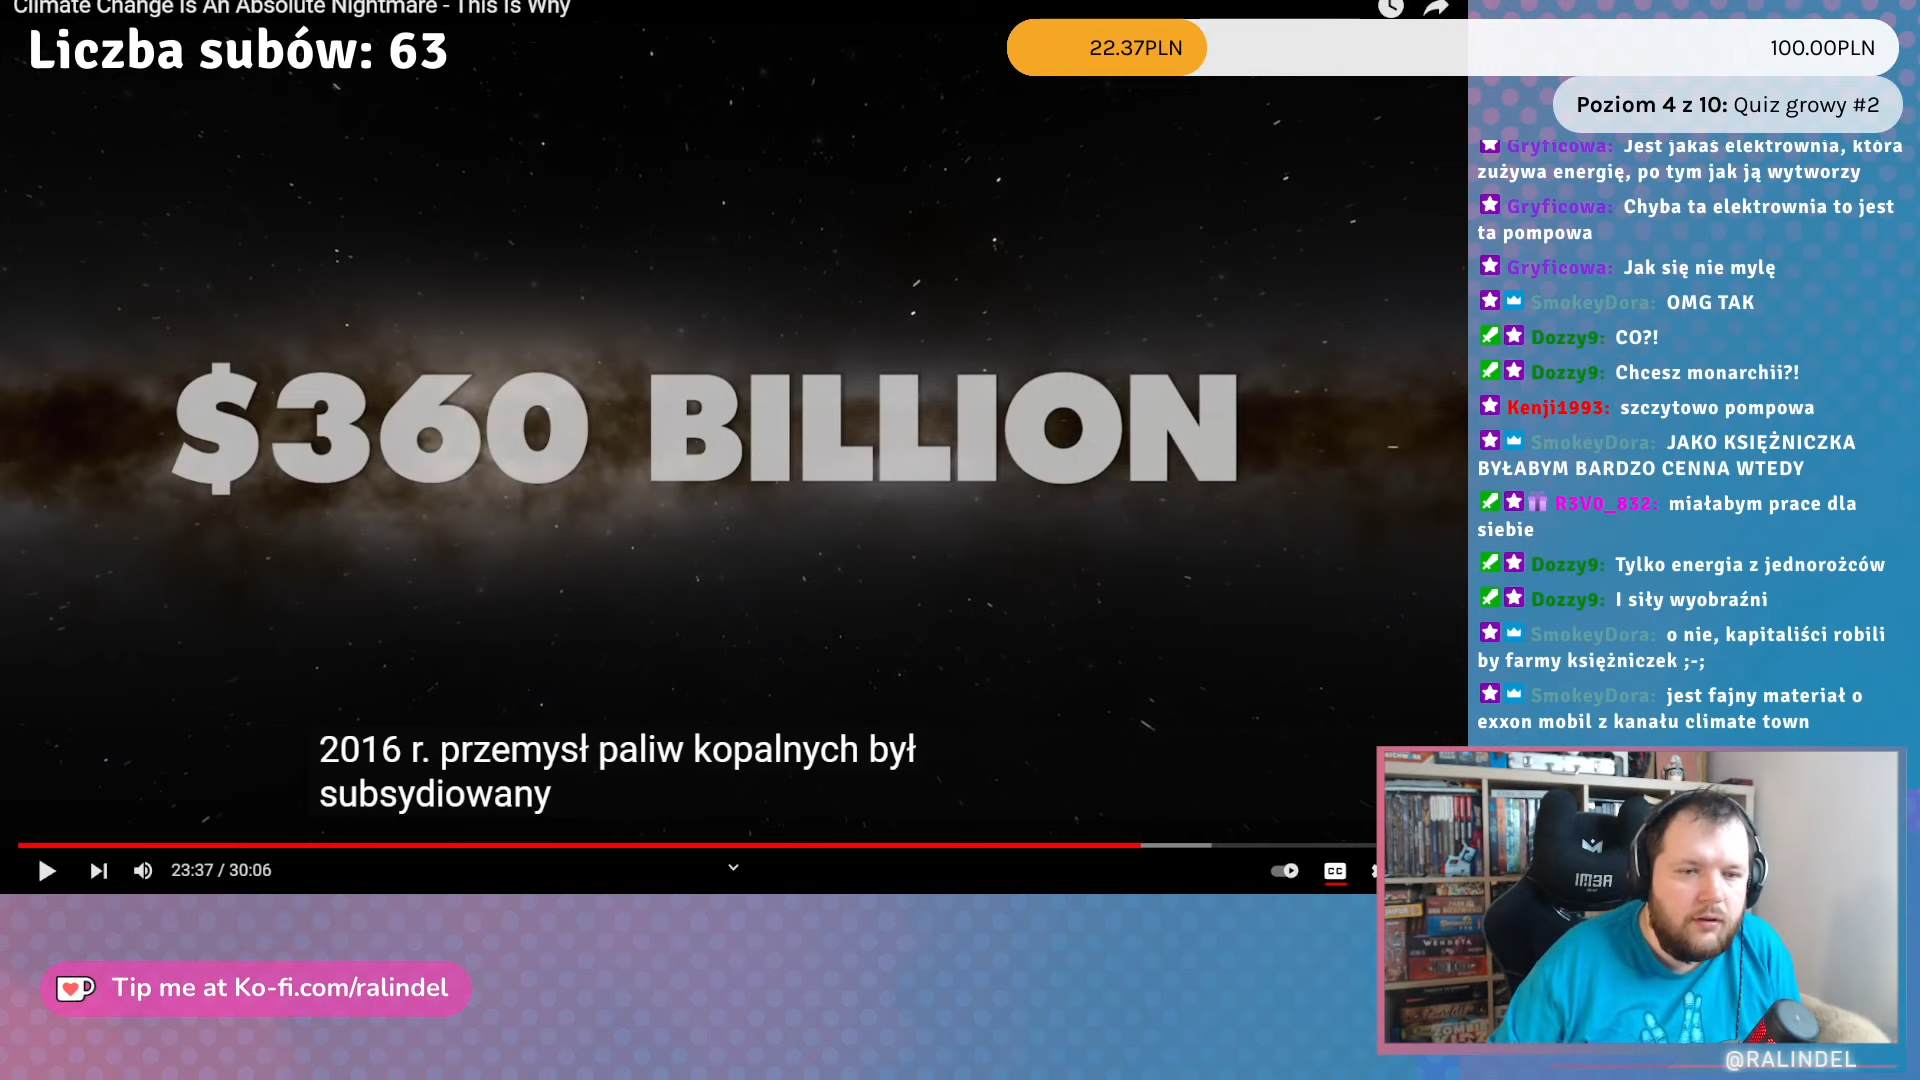 Climate Change Is An Absolute Nightmare - This Is Why
Liczba subów: 63
22.37PLN
100.00PLN
Poziom 4 z 10: Quiz growy #2
$360 BILLION
2016 r. przemysł paliw kopalnych był
subsydiowany
23:37 / 30:06
CC
Tip me at Ko-fi.com/ralindel
Gryficowa: Jest jakaś elektrownia, która
zużywa energię, po tym jak ją wytworzy
Gryficowa: Chyba ta elektrownia to jest
ta pompowa
Gryficowa: Jak się nie mylę
SmokeyDora: OMG TAK
Dozzy9: CO?!
Dozzy9: Chcesz monarchii?!
Kenji1993: szczytowo pompowa
SmokeyDora: JAKO KSIĘŻNICZKA
BYŁABYM BARDZO CENNA WTEDY
R3V0_832: miałabym prace dla
siebie
Dozzy9: Tylko energia z jednorożców
Dozzy9: I siły wyobraźni
SmokeyDora: o nie, kapitaliści robili
by farmy księżniczek ;-;
SmokeyDora: jest fajny materiał o
exxon mobil z kanału climate town
IM3A
WENDETA
@RALINDEL